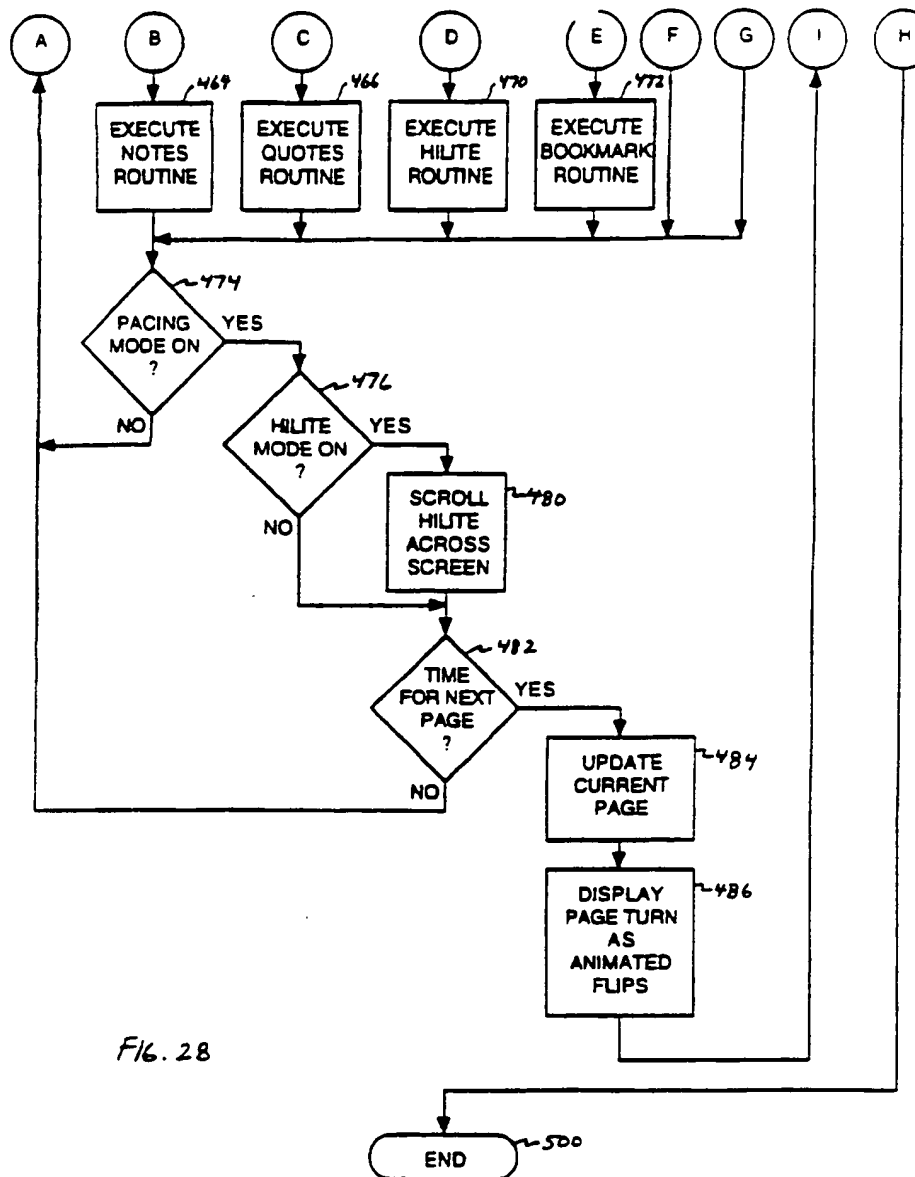 A B C D E F G I H
464 466 470 472
EXECUTE
NOTES
ROUTINE
EXECUTE
QUOTES
ROUTINE
EXECUTE
HILITE
ROUTINE
EXECUTE
BOOKMARK
ROUTINE
474
PACING
MODE ON
?
YES
NO
476
HILITE
MODE ON
?
YES
NO
480
SCROLL
HILITE
ACROSS
SCREEN
482
TIME
FOR NEXT
PAGE
?
YES
NO
484
UPDATE
CURRENT
PAGE
486
DISPLAY
PAGE TURN
AS
ANIMATED
FLIPS
FIG. 28
500
END